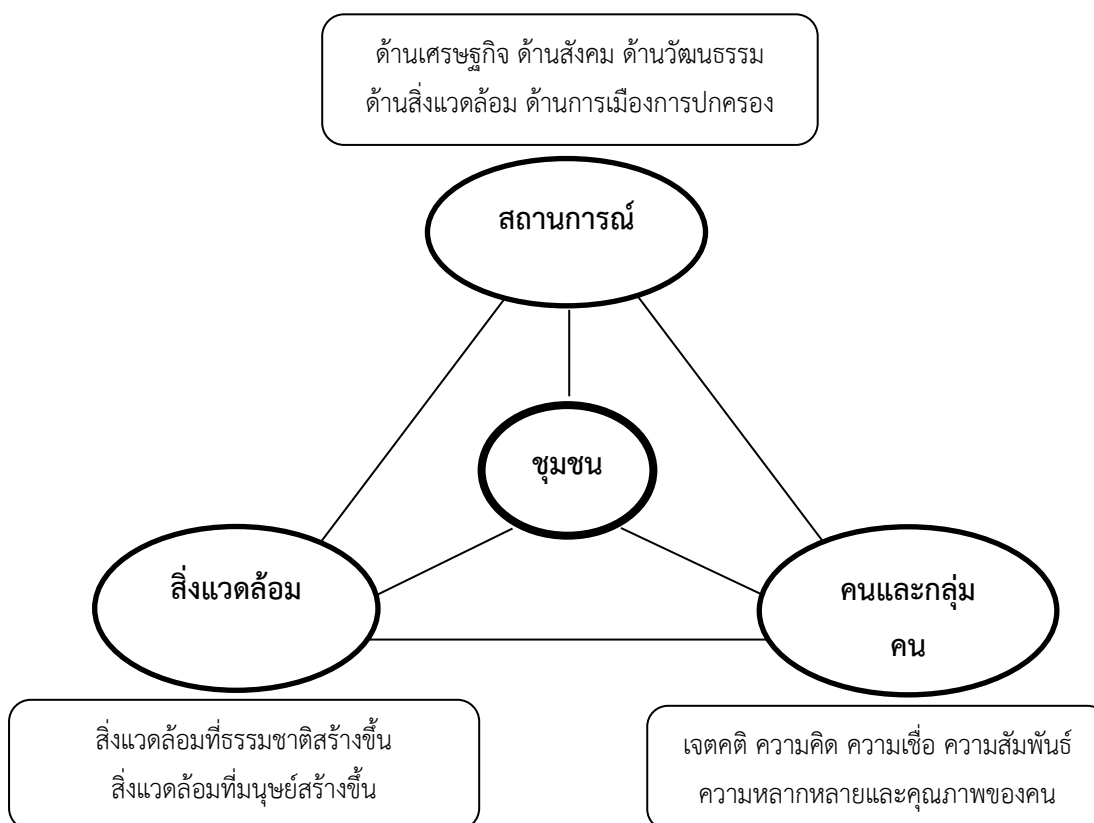 ด้านเศรษฐกิจ ด้านสังคม ด้านวัฒนธรรม
ด้านสิ่งแวดล้อม ด้านการเมืองการปกครอง
สถานการณ์
ชุมชน
สิ่งแวดล้อม
คนและกลุ่ม
คน
สิ่งแวดล้อมที่ธรรมชาติสร้างขึ้น
สิ่งแวดล้อมที่มนุษย์สร้างขึ้น
เจตคติ ความคิด ความเชื่อ ความสัมพันธ์
ความหลากหลายและคุณภาพของคน